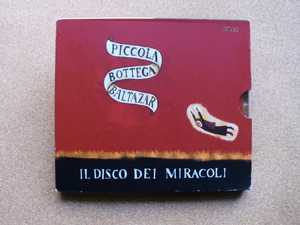 PICCOLA
BOTTEGA
BALTAZAR
IL DISCO DEI MIRACOLI